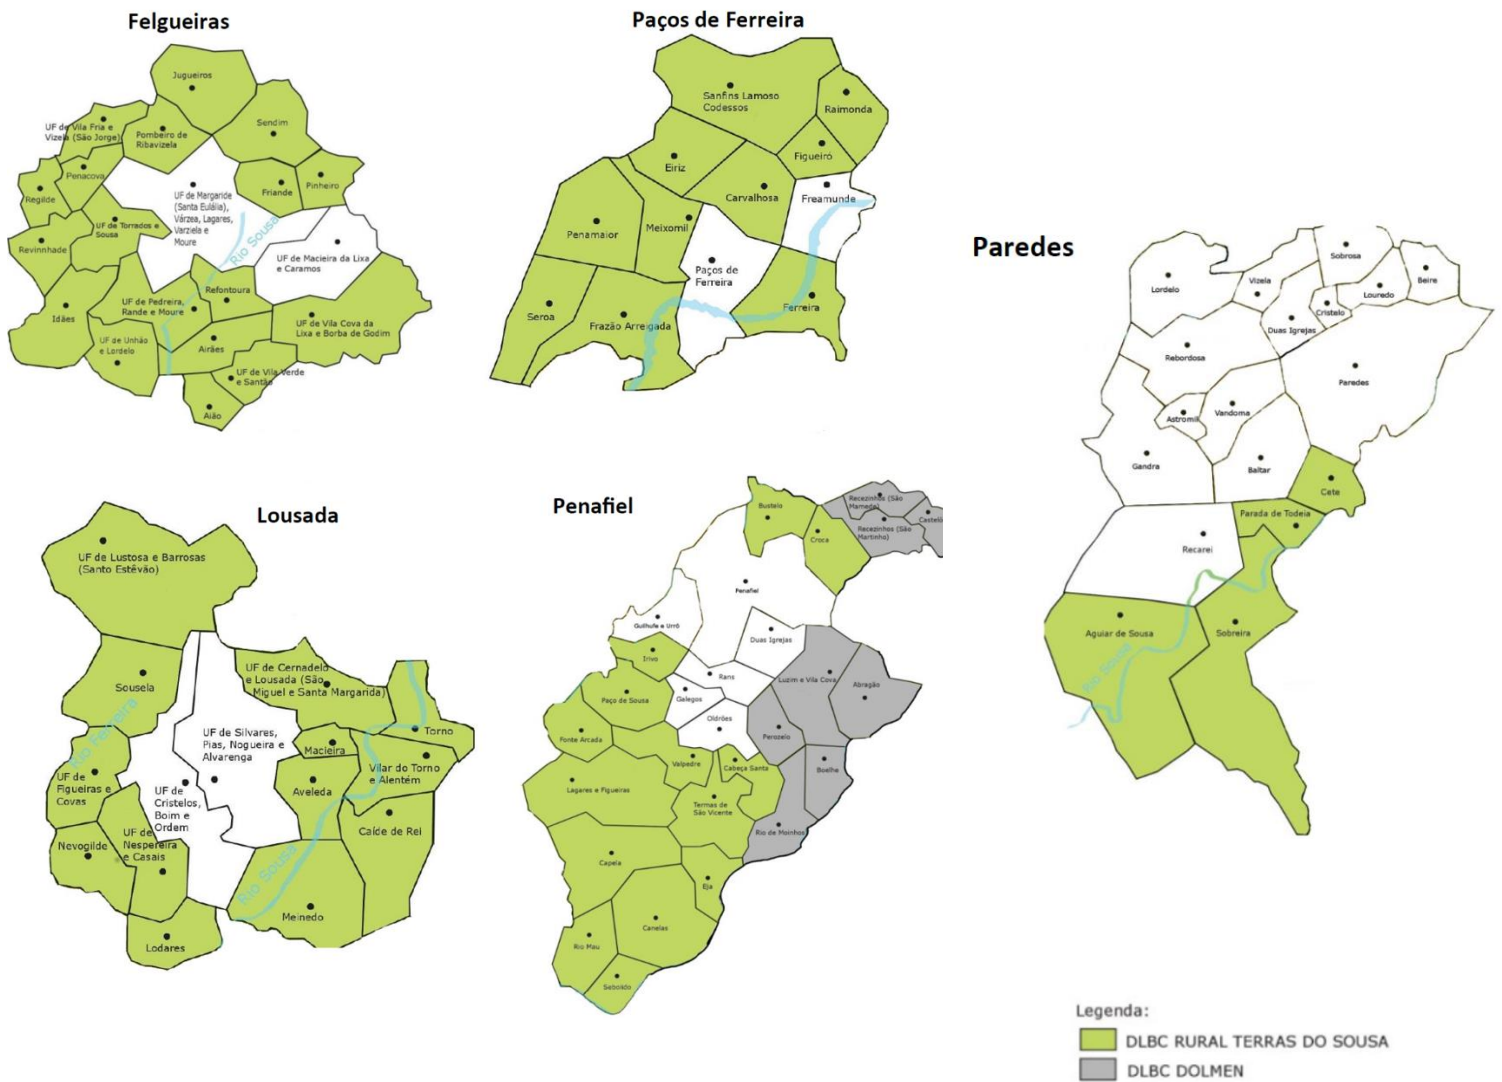 Felgueiras
Jugueiros
Sendim
UF de Vila Fria e
Vizela (São Jorge)
Pombeiro de
Ribavizela
Penacova
Regilde
Friande
Pinheiro
UF de Margaride
(Santa Eulália),
Várzea, Lagares,
Varziela e
Moure
UF de Torrados e
Sousa
Revinnhade
Rio Sousa
UF de Macieira da Lixa
e Caramos
Refontoura
UF de Pedreira,
Rande e Moure
Idães
UF de Vila Cova da
Lixa e Borba de Godim
UF de Unhão
e Lordelo
Airães
UF de Vila Verde
e Santão
Aião
Paços de Ferreira
Sanfins Lamoso
Codessos
Raimonda
Figueiró
Eiriz
Carvalhosa
Freamunde
Penamaior
Meixomil
Paços de
Ferreira
Ferreira
Seroa
Frazão Arreigada
Paredes
Lordelo
Vizela
Sobrosa
Beire
Louredo
Cristelo
Duas Igrejas
Rebordosa
Paredes
Astromil
Vandoma
Gandra
Baltar
Cete
Parada de Todeia
Recarei
Aguiar de Sousa
Sobreira
Rio Sousa
Lousada
UF de Lustosa e Barrosas
(Santo Estêvão)
Sousela
UF de Cernadelo
e Lousada (São
Miguel e Santa Margarida)
Rio Ferreira
UF de Silvares,
Pias, Nogueira e
Alvarenga
Torno
Macieira
Vilar do Torno
e Alentém
UF de
Figueiras e
Covas
UF de
Cristelos,
Boim e
Ordem
Aveleda
Caíde de Rei
UF de
Nespereira
e Casais
Nevogilde
Rio Sousa
Meinedo
Lodares
Penafiel
Bustelo
Croca
Recezinhos (São
Mamede)
Recezinhos (São
Martinho)
Penafiel
Guilhufe e Urrô
Duas Igrejas
Irivo
Rans
Luzim e Vila Cova
Abragão
Paço de Sousa
Galegos
Oldrões
Fonte Arcada
Perozelo
Valpedre
Cabeça Santa
Boelhe
Lagares e Figueiras
Termas de
São Vicente
Rio de Moinhos
Capela
Eja
Canelas
Rio Mau
Sebolido
Legenda:
DLBC RURAL TERRAS DO SOUSA
DLBC DOLMEN